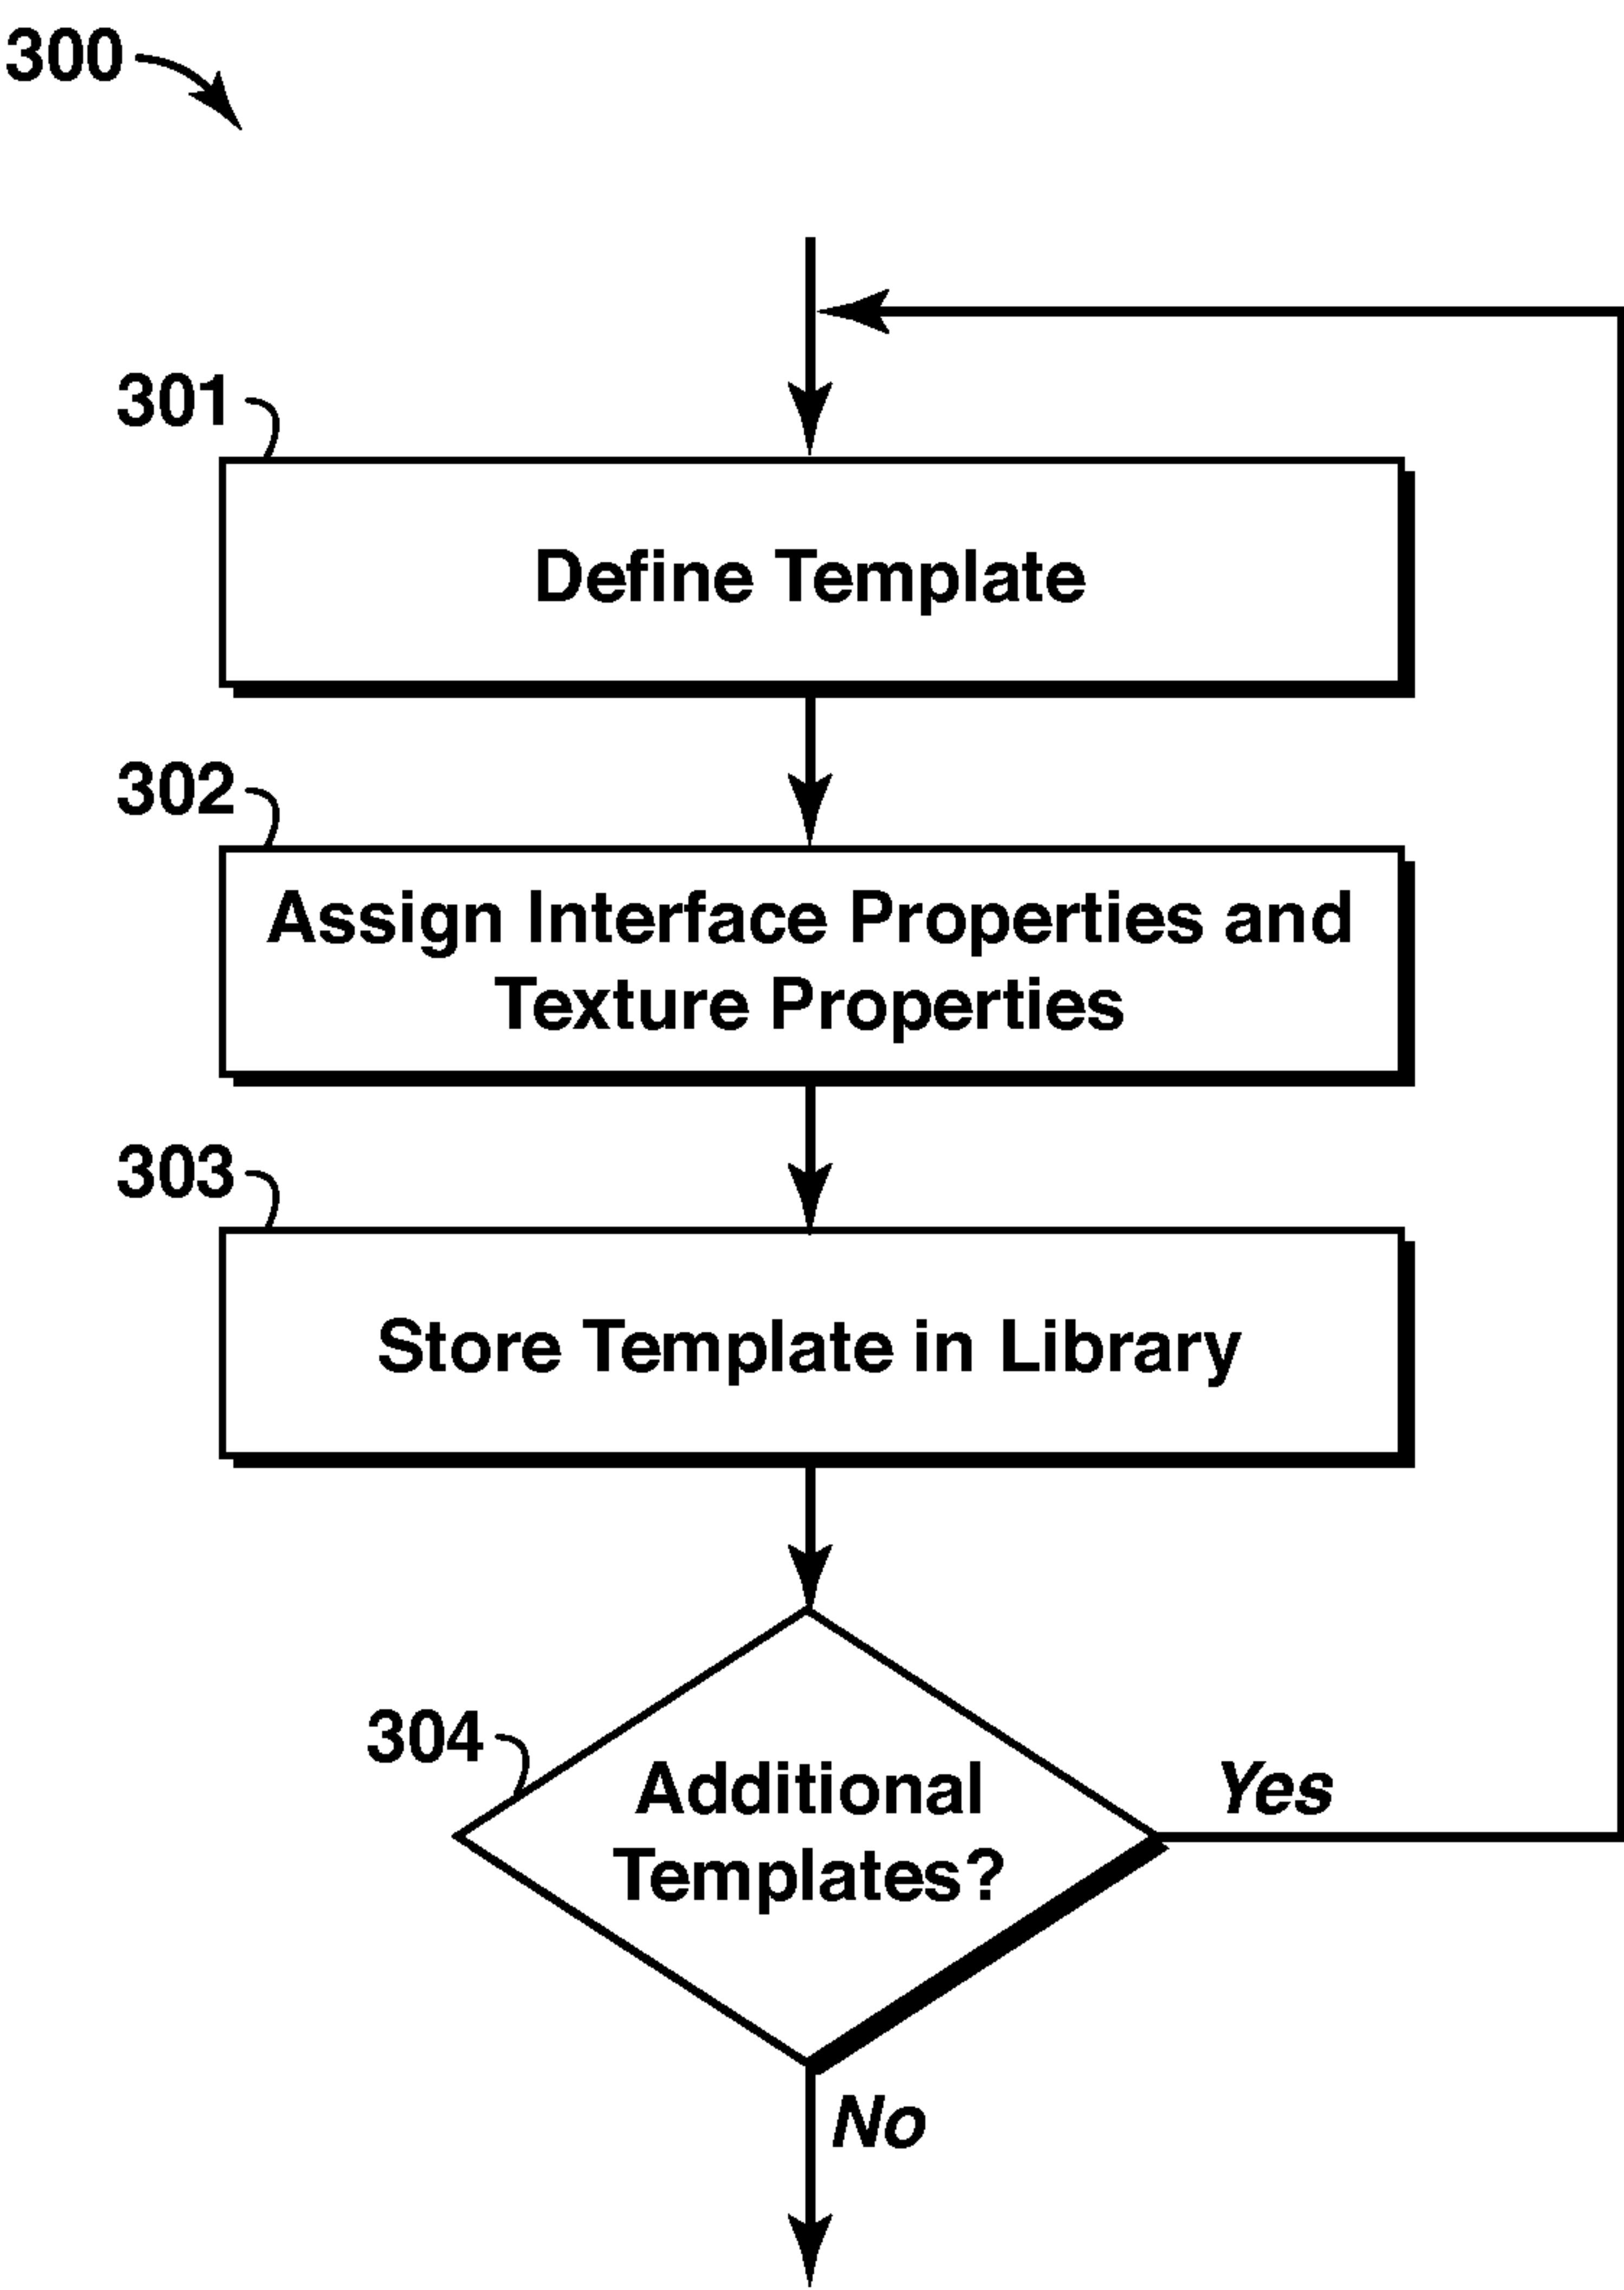 300
301
Define Template
302
Assign Interface Properties and
Texture Properties
303
Store Template in Library
304
Additional
Templates?
Yes
No